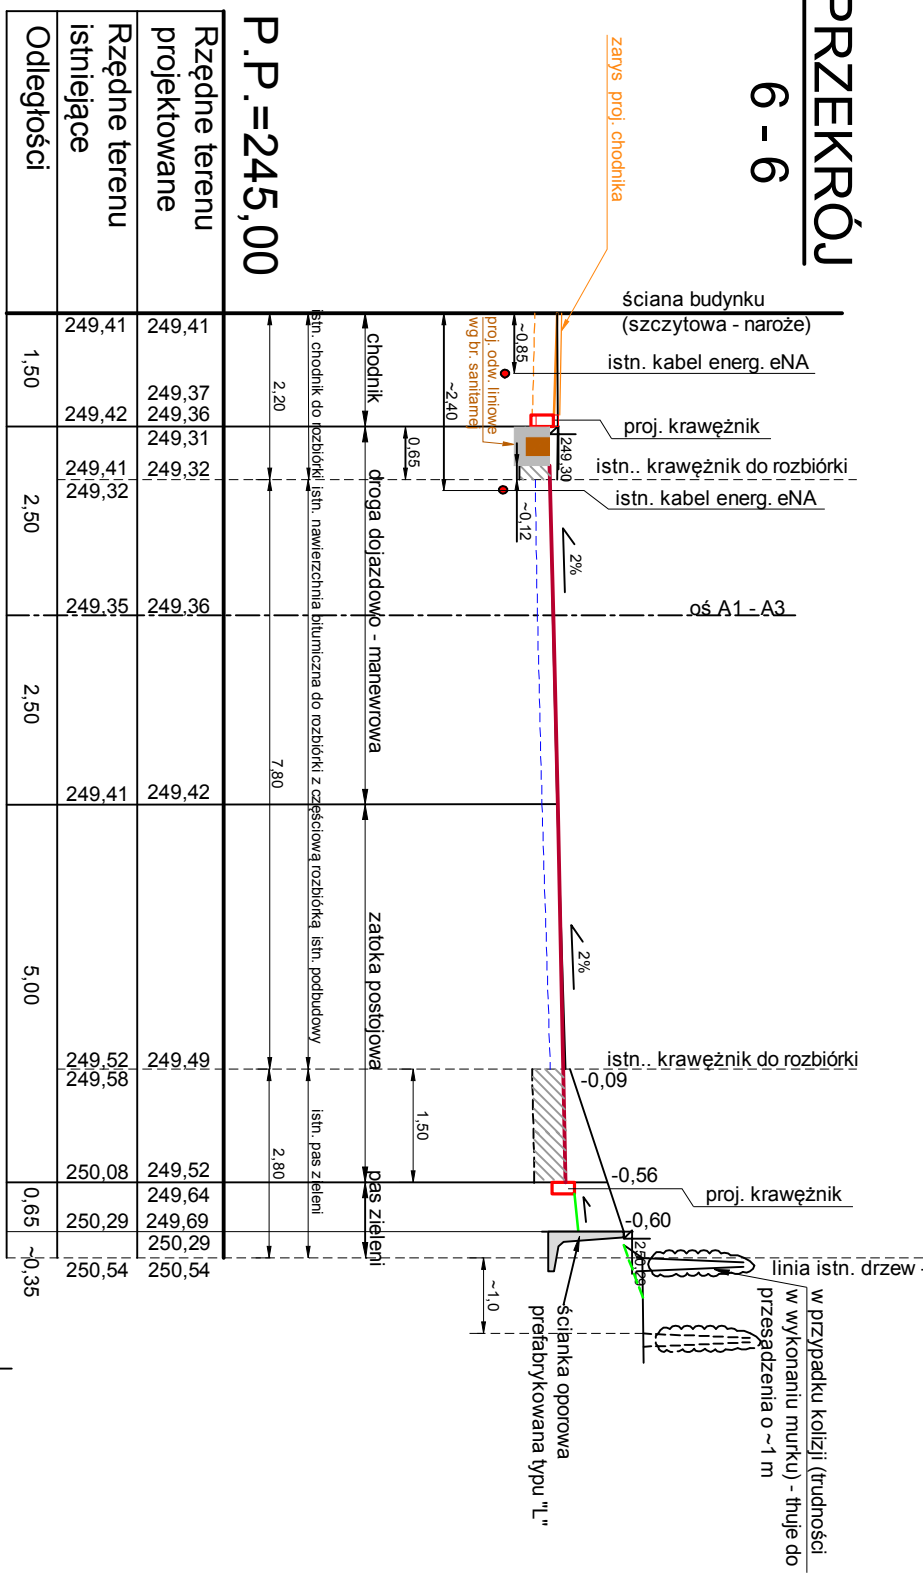 PRZEKRÓJ
6 - 6
zarys proj. chodnika
ściana budynku
(szczytowa - naroże)
istn. kabel energ. eNA
proj. krawężnik
istn.. krawężnik do rozbiórki
istn. kabel energ. eNA
oś A1 - A3
istn.. krawężnik do rozbiórki
proj. krawężnik
linia istn. drzew -
w przypadku kolizji (trudności
w wykonaniu murku) - thuje do
przesadzenia o ~1 m
ścianka oporowa
prefabrykowana typu "L"
249,30
2%
2%
-0,09
-0,56
-0,60
250,29
~0,85
~2,40
proj. odw. liniowe
wg br. sanitarnej
0,65
~0,12
1,50
~1,0
chodnik
droga dojazdowo - manewrowa
zatoka postojowa
pas zieleni
istn. chodnik do rozbiórki
istn. nawierzchnia bitumiczna do rozbiórki z częściową rozbiórką istn. podbudowy
istn. pas zieleni
2,20
7,80
2,80
P.P.=245,00
Rzędne terenu
projektowane
249,41
249,37
249,36
249,31
249,32
249,36
249,42
249,49
249,52
249,64
249,69
250,29
250,54
Rzędne terenu
istniejące
249,41
249,42
249,41
249,32
249,35
249,41
249,52
249,58
250,08
250,29
250,54
Odległości
1,50
2,50
2,50
5,00
0,65
~0,35